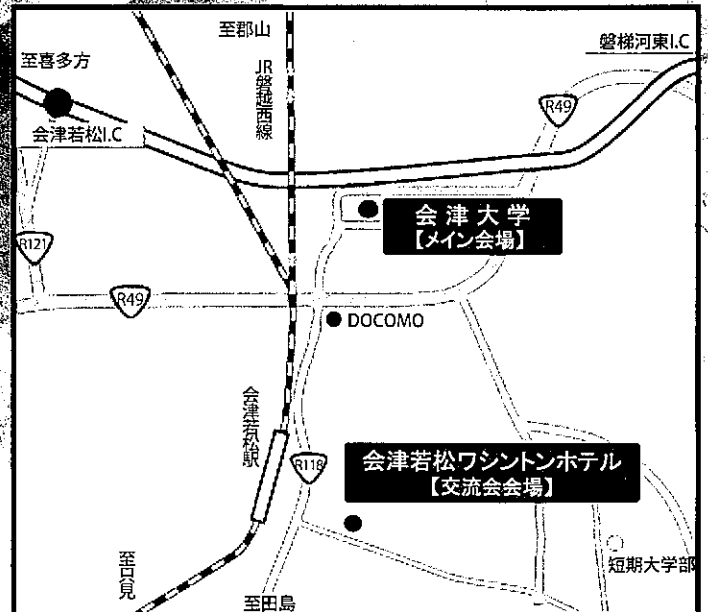 至郡山
磐梯河東I.C
至喜多方
JR磐越西線
会津若松I.C
R49
会津大学
【メイン会場】
R121
R49
DOCOMO
会津若松駅
会津若松ワシントンホテル
【交流会会場】
R118
至只見
短期大学部
至田島